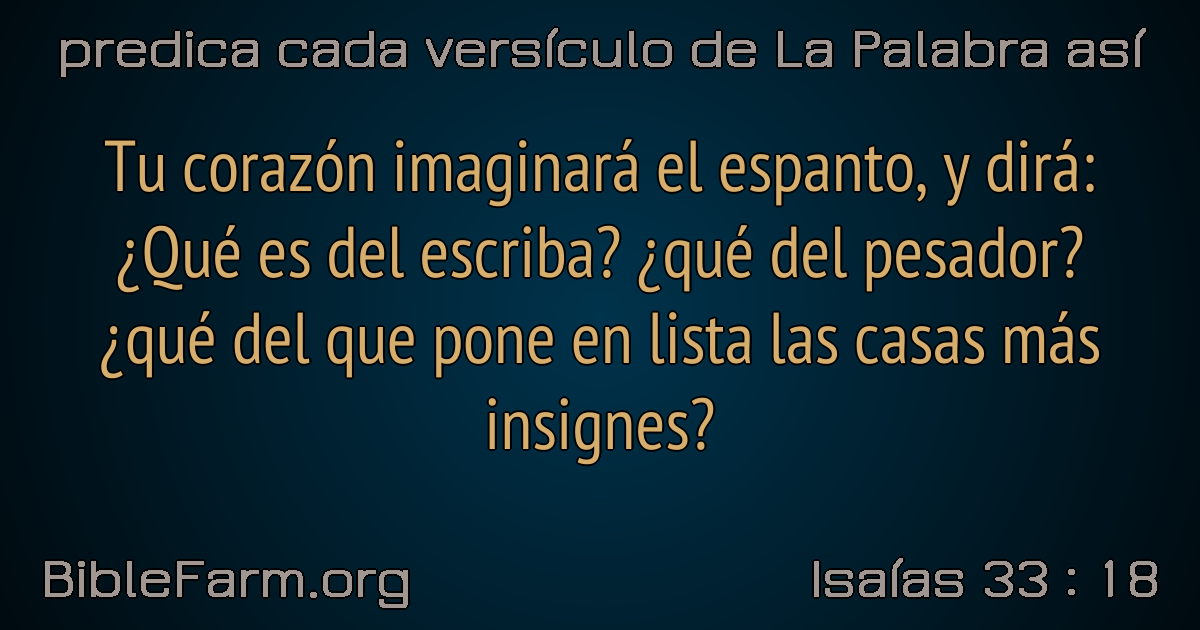 predica cada versículo de La Palabra así
Tu corazón imaginará el espanto, y dirá:
¿Qué es del escriba? ¿qué del pesador?
¿qué del que pone en lista las casas más
insignes?
BibleFarm.org
Isaías 33 : 18